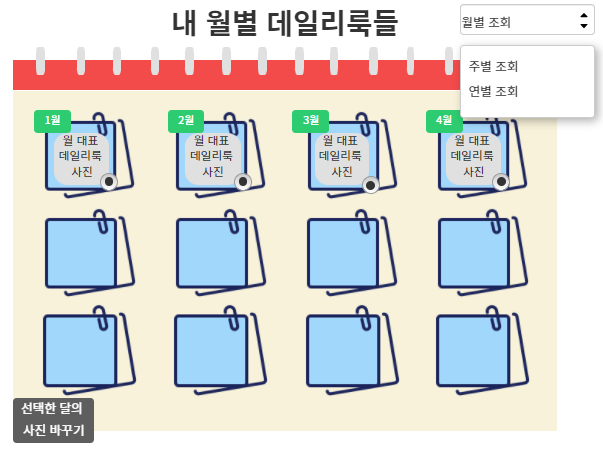 내 월별 데일리룩들
월별 조회
주별 조회
연별 조회
1월
2월
3월
4월
월 대표
데일리룩
사진
월 대표
데일리룩
사진
월 대표
데일리룩
사진
월 대표
데일리룩
사진
선택한 달의
사진 바꾸기